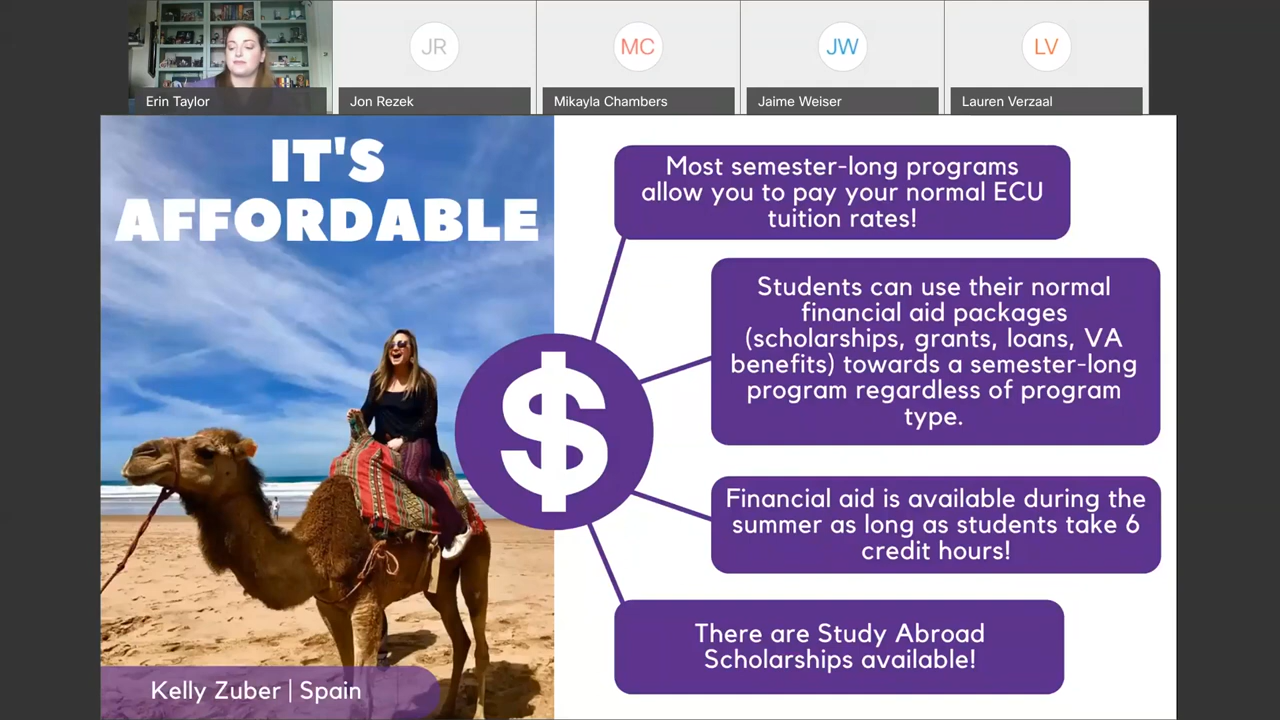 JR
MC
JW
LV
Erin Taylor
Jon Rezek
Mikayla Chambers
Jaime Weiser
Lauren Verzaal
IT'S
AFFORDABLE
Most semester-long programs
allow you to pay your normal ECU
tuition rates!
Students can use their normal
financial aid packages
(scholarships, grants, loans, VA
benefits) towards a semester-long
program regardless of program
type.
$
Financial aid is available during the
summer as long as students take 6
credit hours!
There are Study Abroad
Scholarships available!
Kelly Zuber | Spain